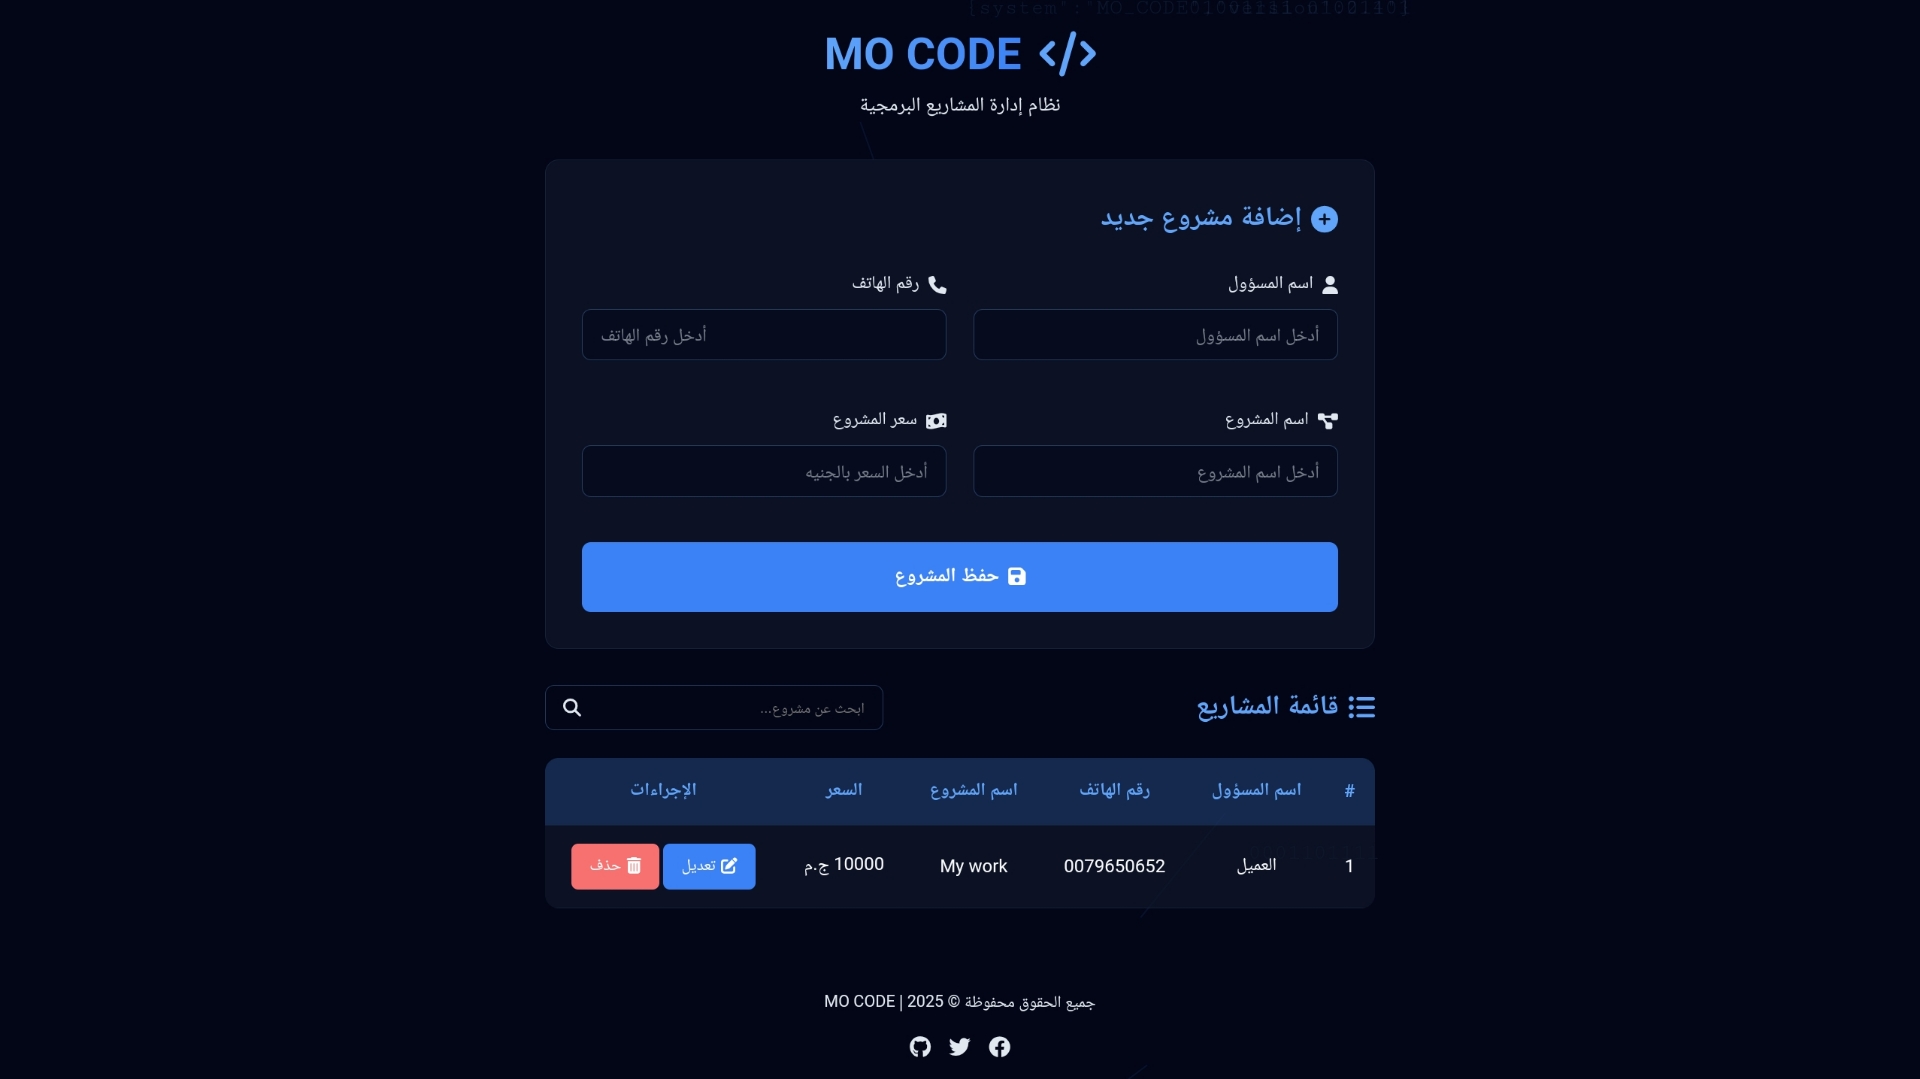 MO CODE
نظام إدارة المشاريع البرمجية
إضافة مشروع جديد
اسم المسؤول
رقم الهاتف
أدخل اسم المسؤول
أدخل رقم الهاتف
اسم المشروع
سعر المشروع
أدخل اسم المشروع
أدخل السعر بالجنيه
حفظ المشروع
قائمة المشاريع
ابحث عن مشروع...
# اسم المسؤول رقم الهاتف اسم المشروع السعر الإجراءات
1 العميل 0079650652 My work 10000 ج.م تعديل حذف
جميع الحقوق محفوظة © 2025 | MO CODE